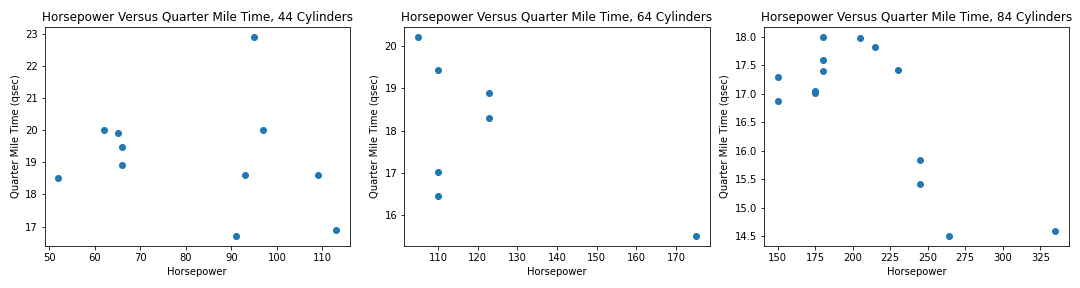 Horsepower Versus Quarter Mile Time, 44 Cylinders
23
22
21
20
19
18
17
Quarter Mile Time (qsec)
50 60 70 80 90 100 110
Horsepower
Horsepower Versus Quarter Mile Time, 64 Cylinders
20
19
18
17
16
Quarter Mile Time (qsec)
110 120 130 140 150 160 170
Horsepower
Horsepower Versus Quarter Mile Time, 84 Cylinders
18.0
17.5
17.0
16.5
16.0
15.5
15.0
14.5
Quarter Mile Time (qsec)
150 175 200 225 250 275 300 325
Horsepower